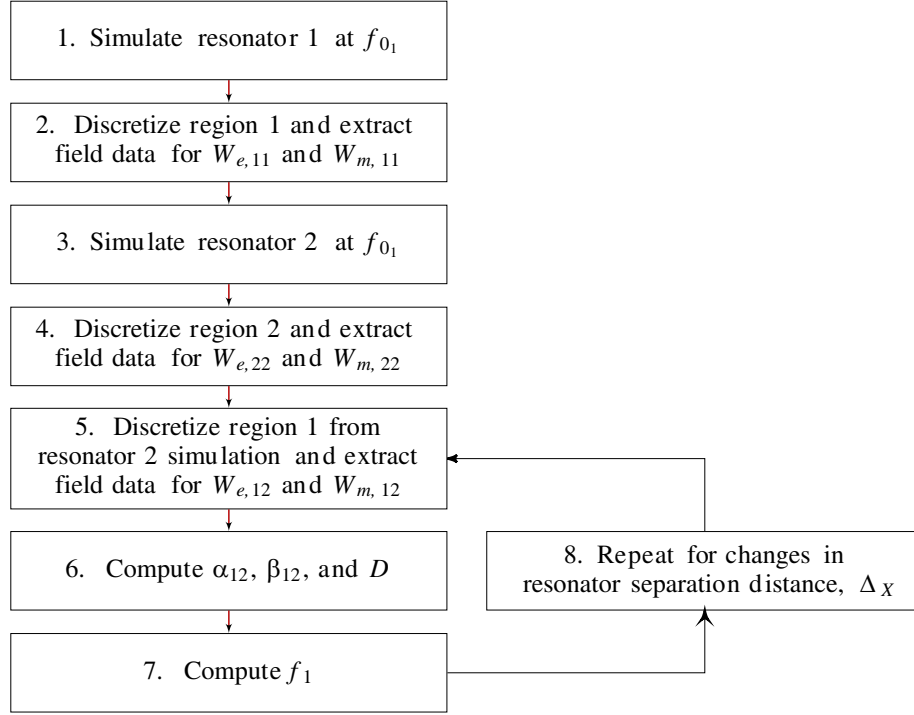 1. Simulate resonator 1 at f₀₁
2. Discretize region 1 and extract
field data for Wₑ,₁₁ and Wₘ,₁₁
3. Simulate resonator 2 at f₀₁
4. Discretize region 2 and extract
field data for Wₑ,₂₂ and Wₘ,₂₂
5. Discretize region 1 from
resonator 2 simulation and extract
field data for Wₑ,₁₂ and Wₘ,₁₂
6. Compute α₁₂, β₁₂, and D
7. Compute f₁
8. Repeat for changes in
resonator separation distance, Δ_X